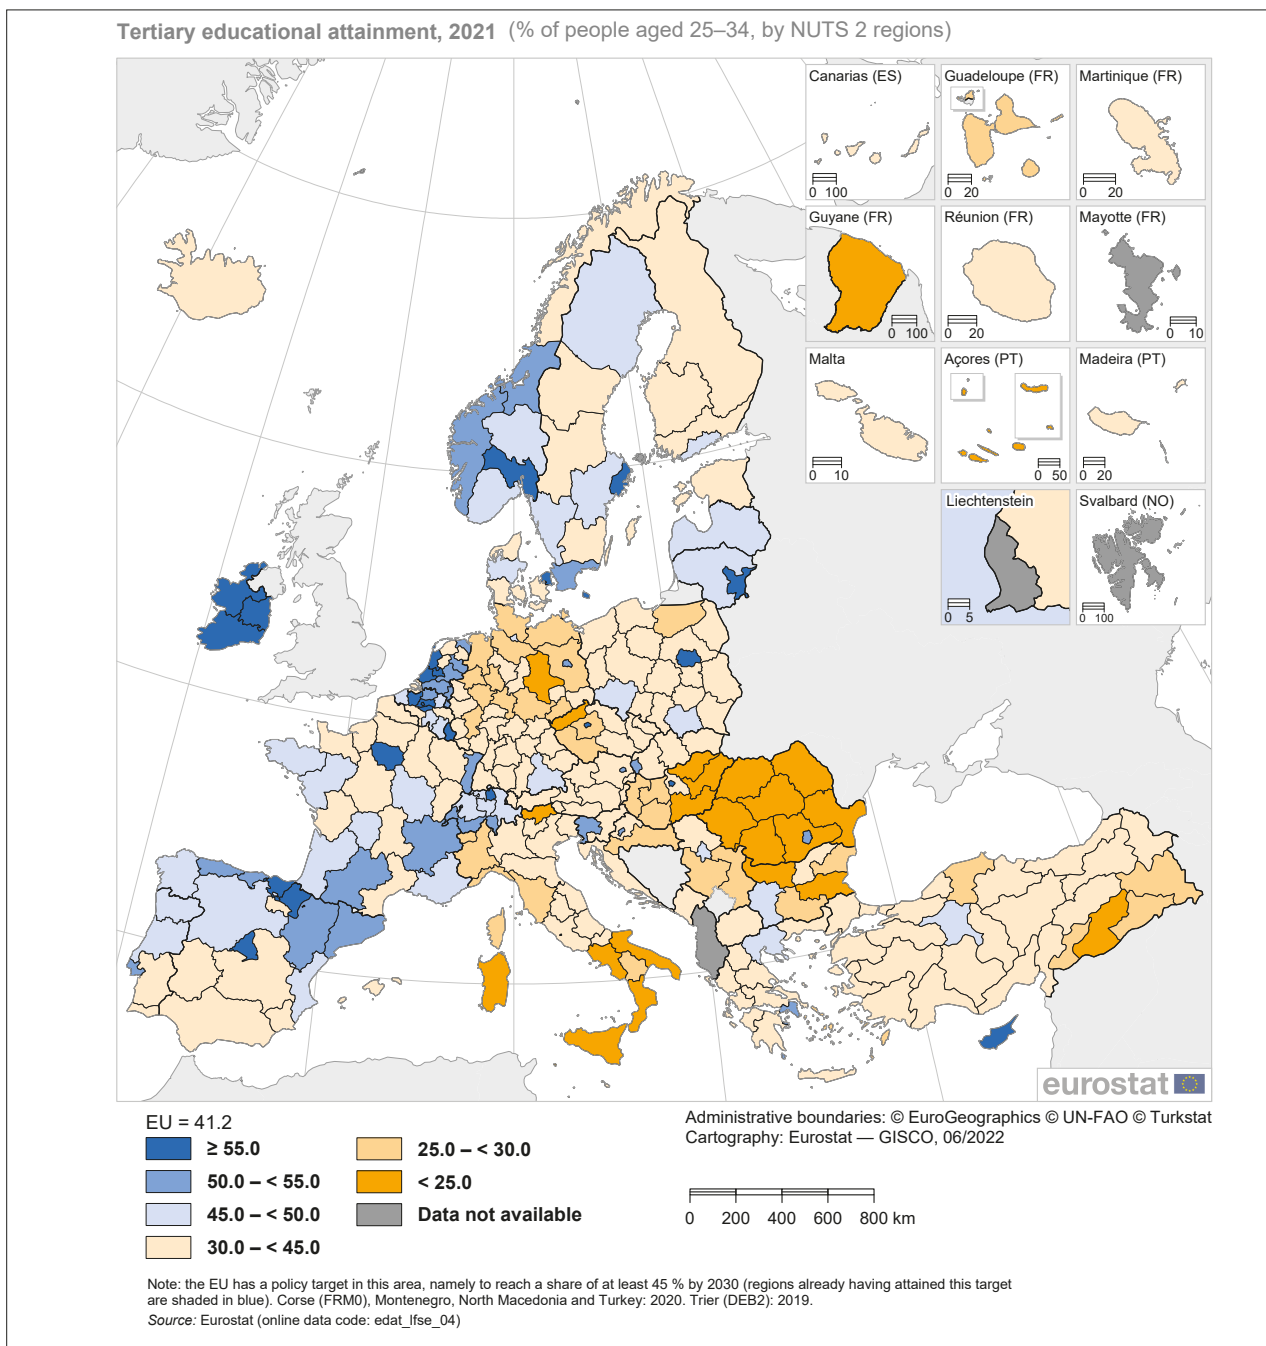 Tertiary educational attainment, 2021 (% of people aged 25–34, by NUTS 2 regions)
Canarias (ES)
0 100
Guadeloupe (FR)
0 20
Martinique (FR)
0 20
Guyane (FR)
0 100
Réunion (FR)
0 20
Mayotte (FR)
0 10
Malta
0 10
Açores (PT)
0 50
Madeira (PT)
0 20
Liechtenstein
0 5
Svalbard (NO)
0 100
eurostat
EU = 41.2
≥ 55.0
50.0 – < 55.0
45.0 – < 50.0
30.0 – < 45.0
25.0 – < 30.0
< 25.0
Data not available
Administrative boundaries: © EuroGeographics © UN-FAO © Turkstat
Cartography: Eurostat — GISCO, 06/2022
0 200 400 600 800 km
Note: the EU has a policy target in this area, namely to reach a share of at least 45 % by 2030 (regions already having attained this target
are shaded in blue). Corse (FRM0), Montenegro, North Macedonia and Turkey: 2020. Trier (DEB2): 2019.
Source: Eurostat (online data code: edat_lfse_04)